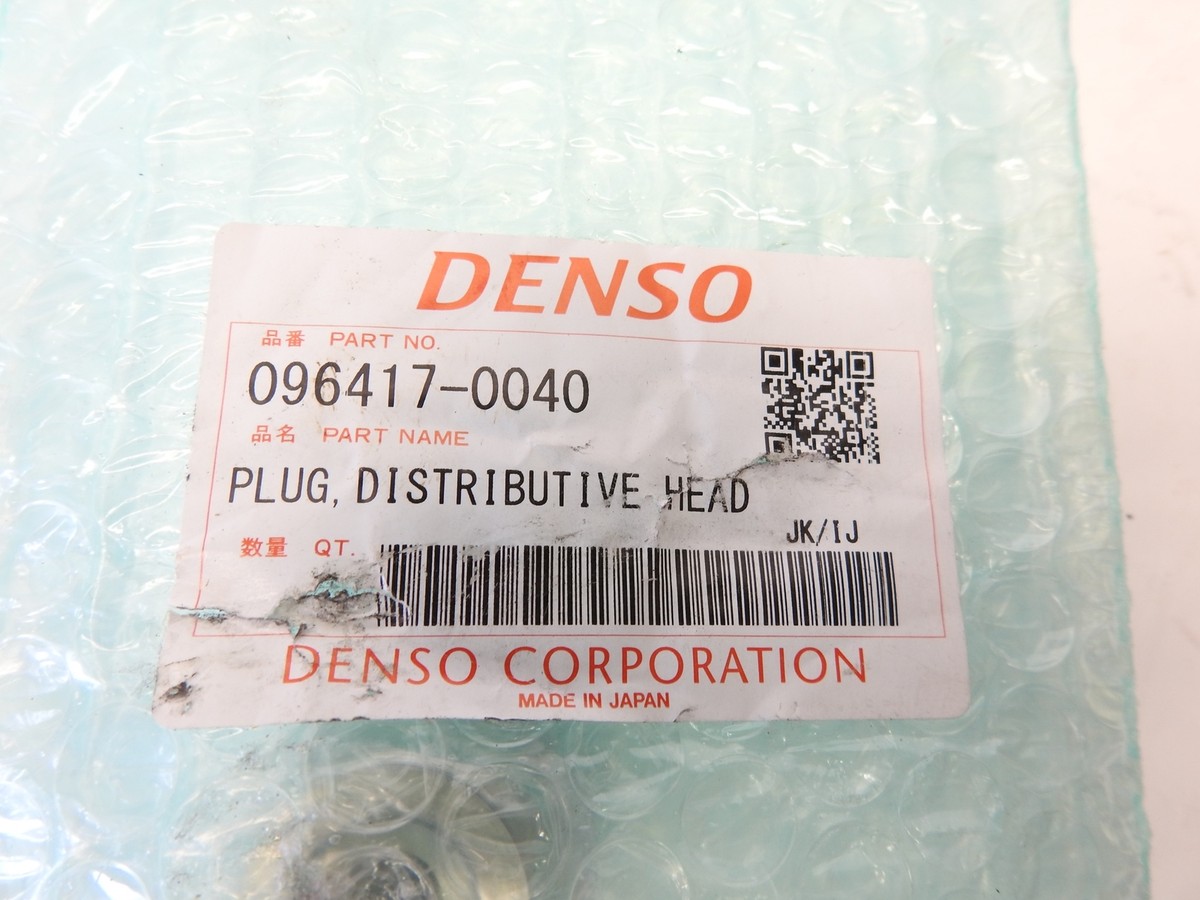 DENSO
品番 PART NO.
096417-0040
品名 PART NAME
PLUG, DISTRIBUTIVE HEAD
JK/IJ
数量 QT.
DENSO CORPORATION
MADE IN JAPAN